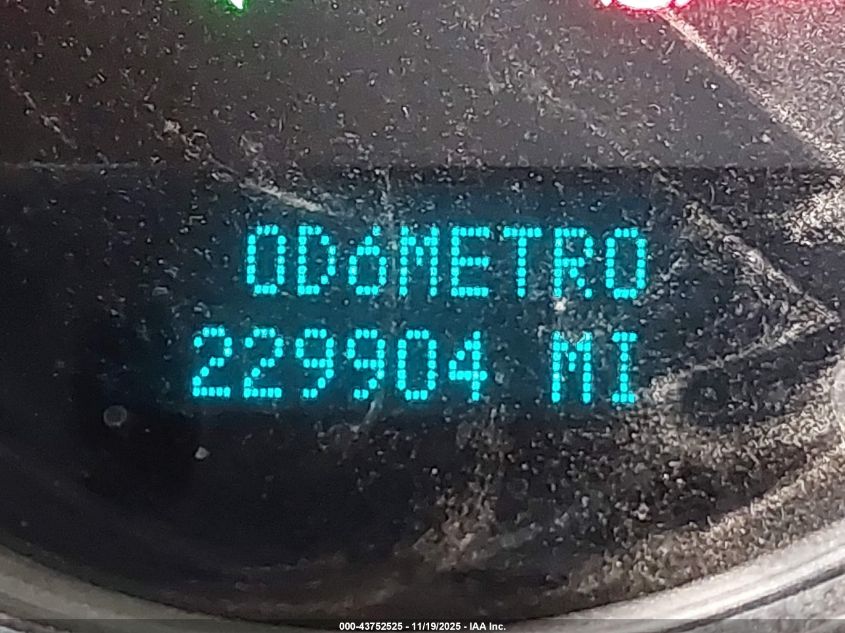 ODóMETRO
229904 MI
000-43752525 - 11/19/2025 - IAA Inc.